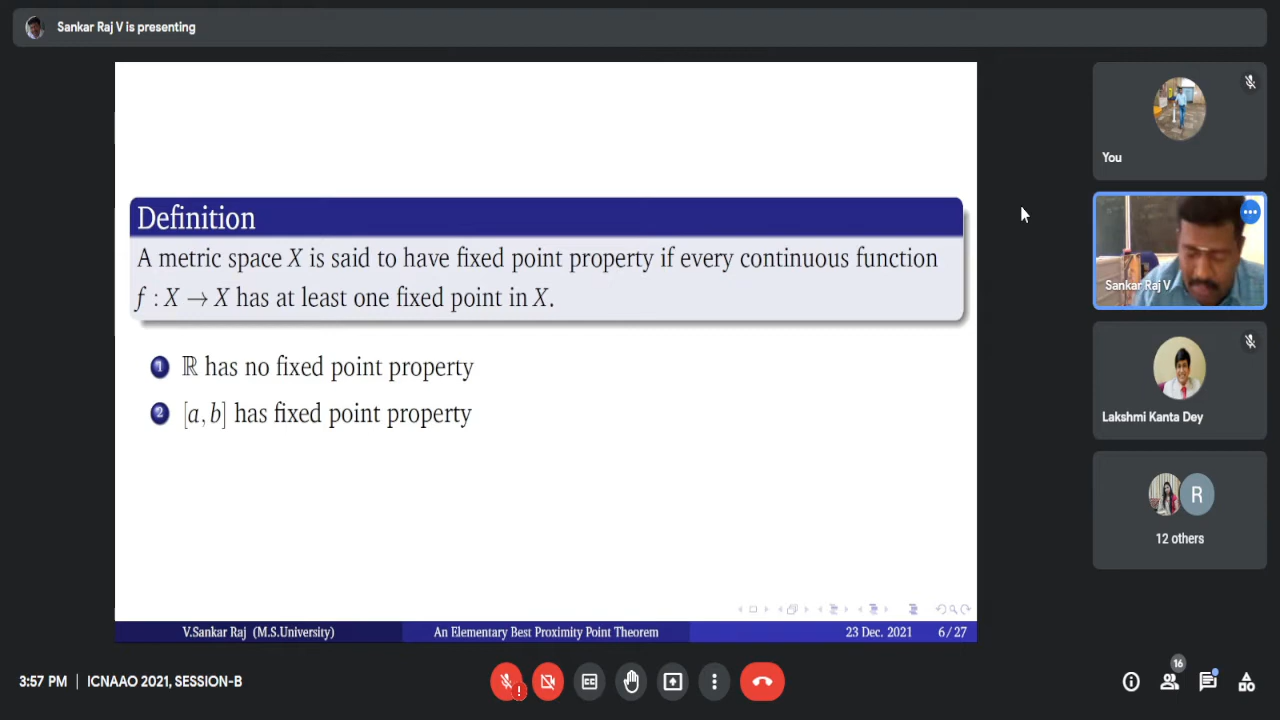 Sankar Raj V is presenting
Definition
A metric space X is said to have fixed point property if every continuous function
f : X → X has at least one fixed point in X.
1 ℝ has no fixed point property
2 [a, b] has fixed point property
V.Sankar Raj (M.S.University)
An Elementary Best Proximity Point Theorem
23 Dec. 2021
6 / 27
You
Sankar Raj V
Lakshmi Kanta Dey
R
12 others
3:57 PM | ICNAAO 2021, SESSION-B
CC
16